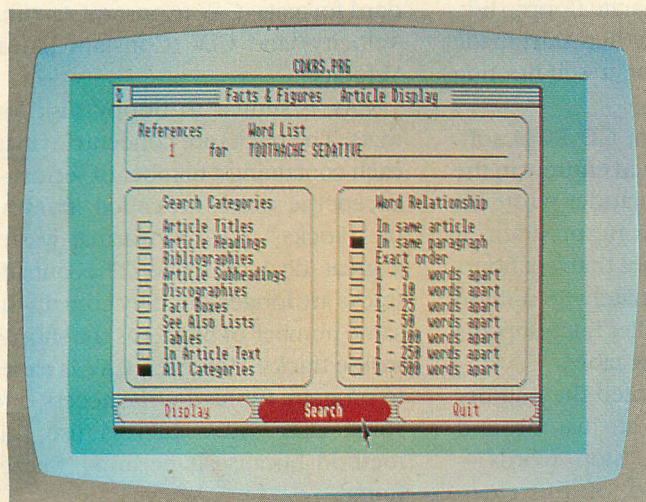 CDKRS.PRG
Facts & Figures Article Display
References Word List
1 for TOOTHACHE SEDATIVE
Search Categories
Article Titles
Article Headings
Bibliographies
Article Subheadings
Discographies
Fact Boxes
See Also Lists
Tables
In Article Text
All Categories
Word Relationship
In same article
In same paragraph
Exact order
1 - 5 words apart
1 - 10 words apart
1 - 25 words apart
1 - 50 words apart
1 - 100 words apart
1 - 250 words apart
1 - 500 words apart
Display Search Quit